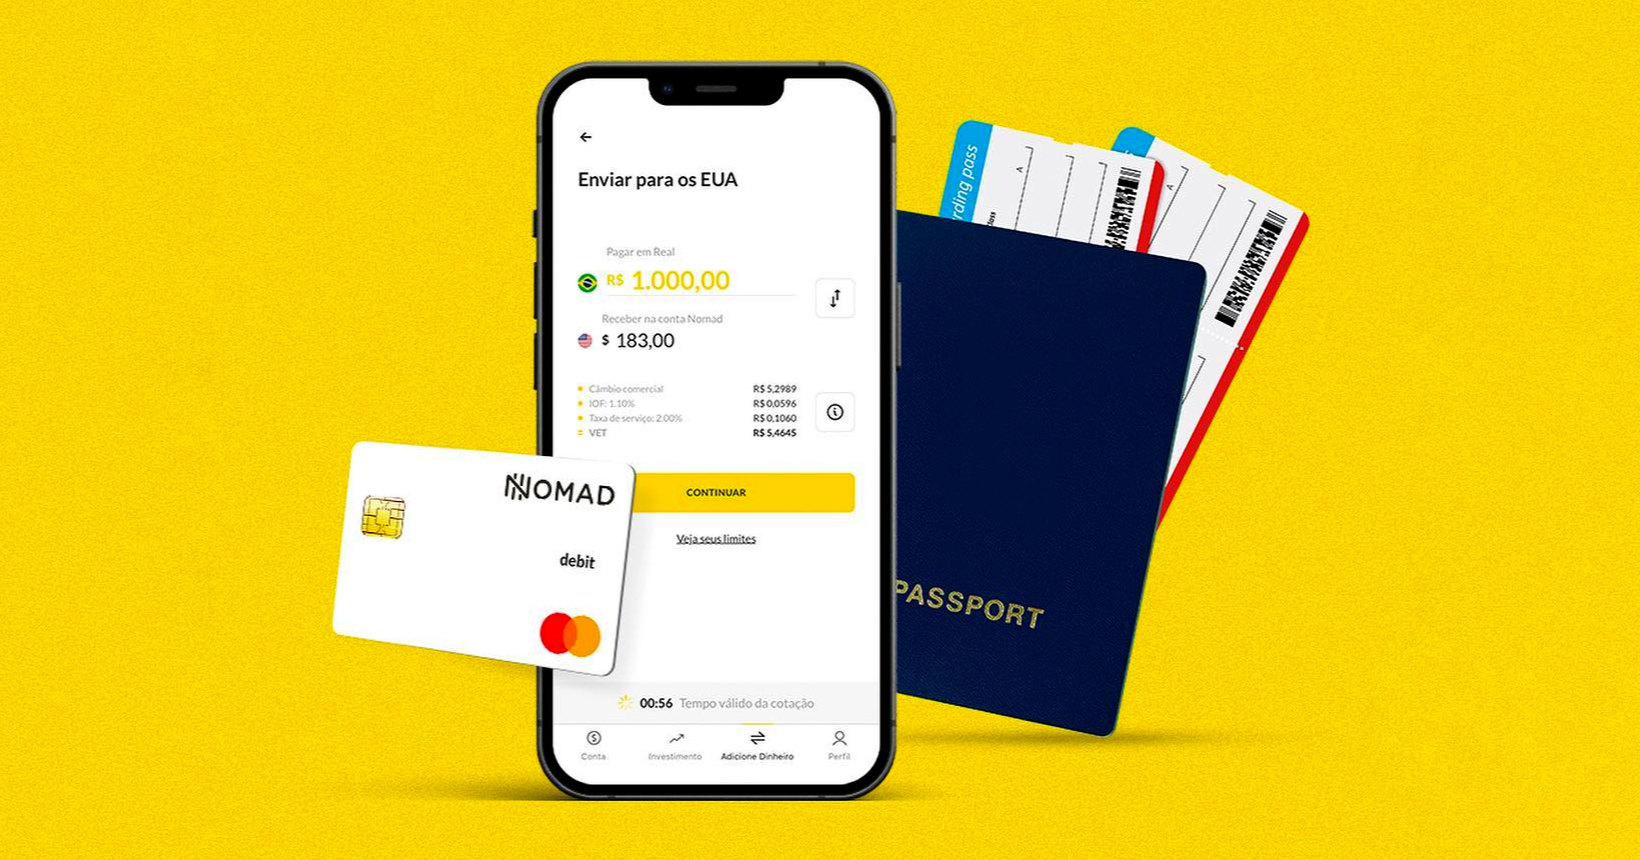 Enviar para os EUA
Pagar em Real
R$ 1.000,00
Receber na conta Nomad
$ 183,00
Câmbio comercial R$ 5,2989
IOF: 1.10% R$ 0,0596
Taxa de serviço: 2.00% R$ 0,1060
VET R$ 5,4645
CONTINUAR
Veja seus limites
00:56 Tempo válido da cotação
Conta Investimento Adicione Dinheiro Perfil
NOMAD
debit
rding pass
A
A
PASSPORT